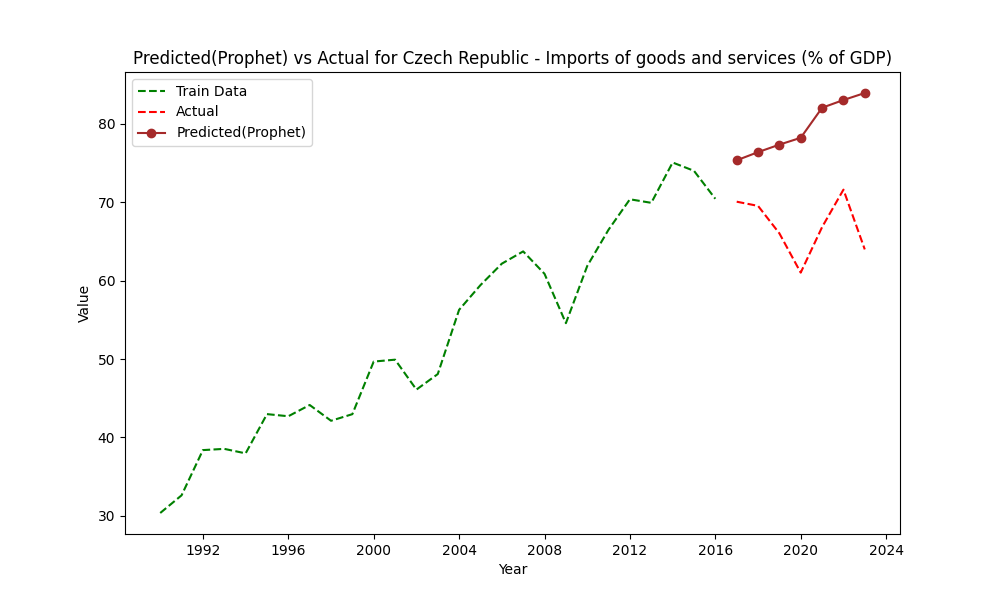 Predicted(Prophet) vs Actual for Czech Republic - Imports of goods and services (% of GDP)
Train Data
Actual
Predicted(Prophet)
80
70
60
50
40
30
Value
1992 1996 2000 2004 2008 2012 2016 2020 2024
Year